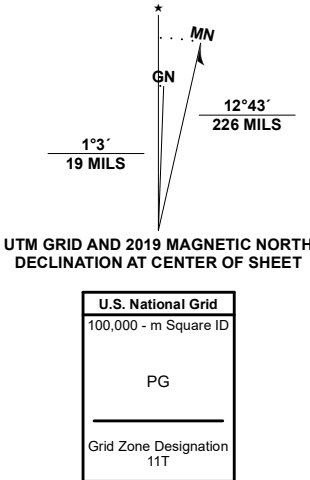 MN
GN
12°43´
226 MILS
1°3´
19 MILS
UTM GRID AND 2019 MAGNETIC NORTH
DECLINATION AT CENTER OF SHEET
U.S. National Grid
100,000 - m Square ID
PG
Grid Zone Designation
11T